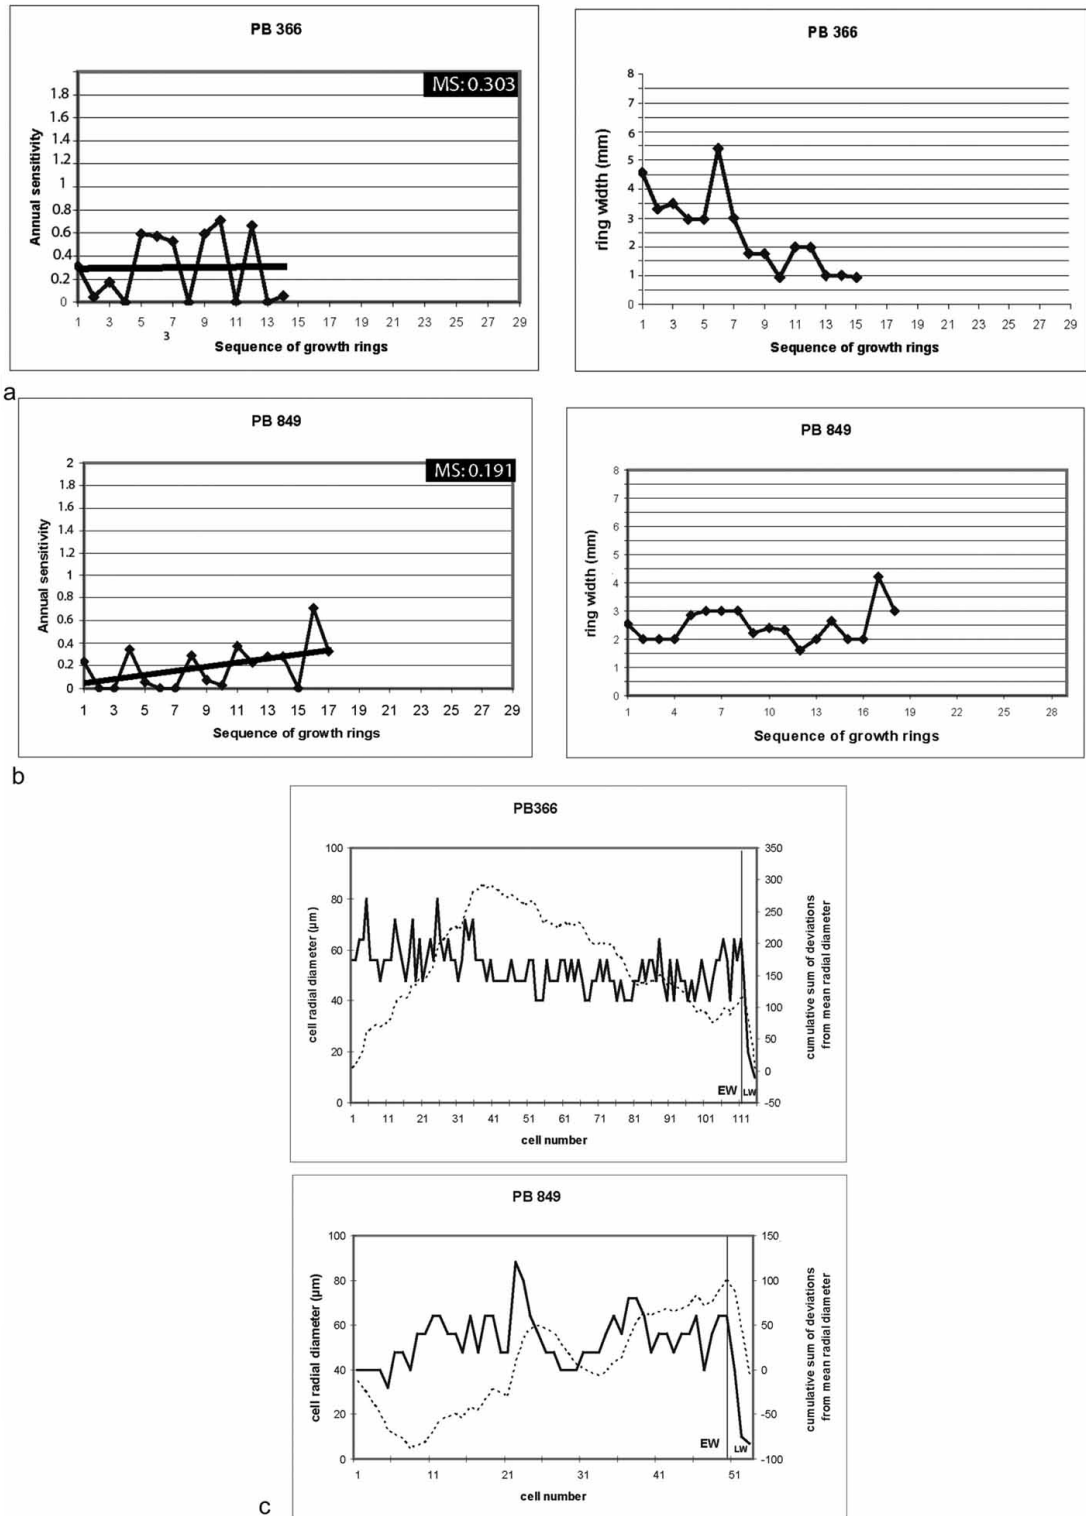 PB 366
MS: 0.303
Annual sensitivity
1.8
1.6
1.4
1.2
1
0.8
0.6
0.4
0.2
0
1 3 5 7 9 11 13 15 17 19 21 23 25 27 29
3
Sequence of growth rings
PB 366
ring width (mm)
8
7
6
5
4
3
2
1
0
1 3 5 7 9 11 13 15 17 19 21 23 25 27 29
Sequence of growth rings
a
PB 849
MS: 0.191
Annual sensitivity
2
1.8
1.6
1.4
1.2
1
0.8
0.6
0.4
0.2
0
1 3 5 7 9 11 13 15 17 19 21 23 25 27 29
Sequence of growth rings
PB 849
ring width (mm)
8
7
6
5
4
3
2
1
0
1 4 7 10 13 16 19 22 25 28
Sequence of growth rings
b
PB366
cell radial diameter (µm)
100
80
60
40
20
0
350
300
250
200
150
100
50
0
-50
cumulative sum of deviations
from mean radial diameter
EW LW
1 11 21 31 41 51 61 71 81 91 101 111
cell number
PB 849
cell radial diameter (µm)
100
80
60
40
20
0
150
100
50
0
-50
-100
cumulative sum of deviations
from mean radial diameter
EW LW
1 11 21 31 41 51
cell number
c